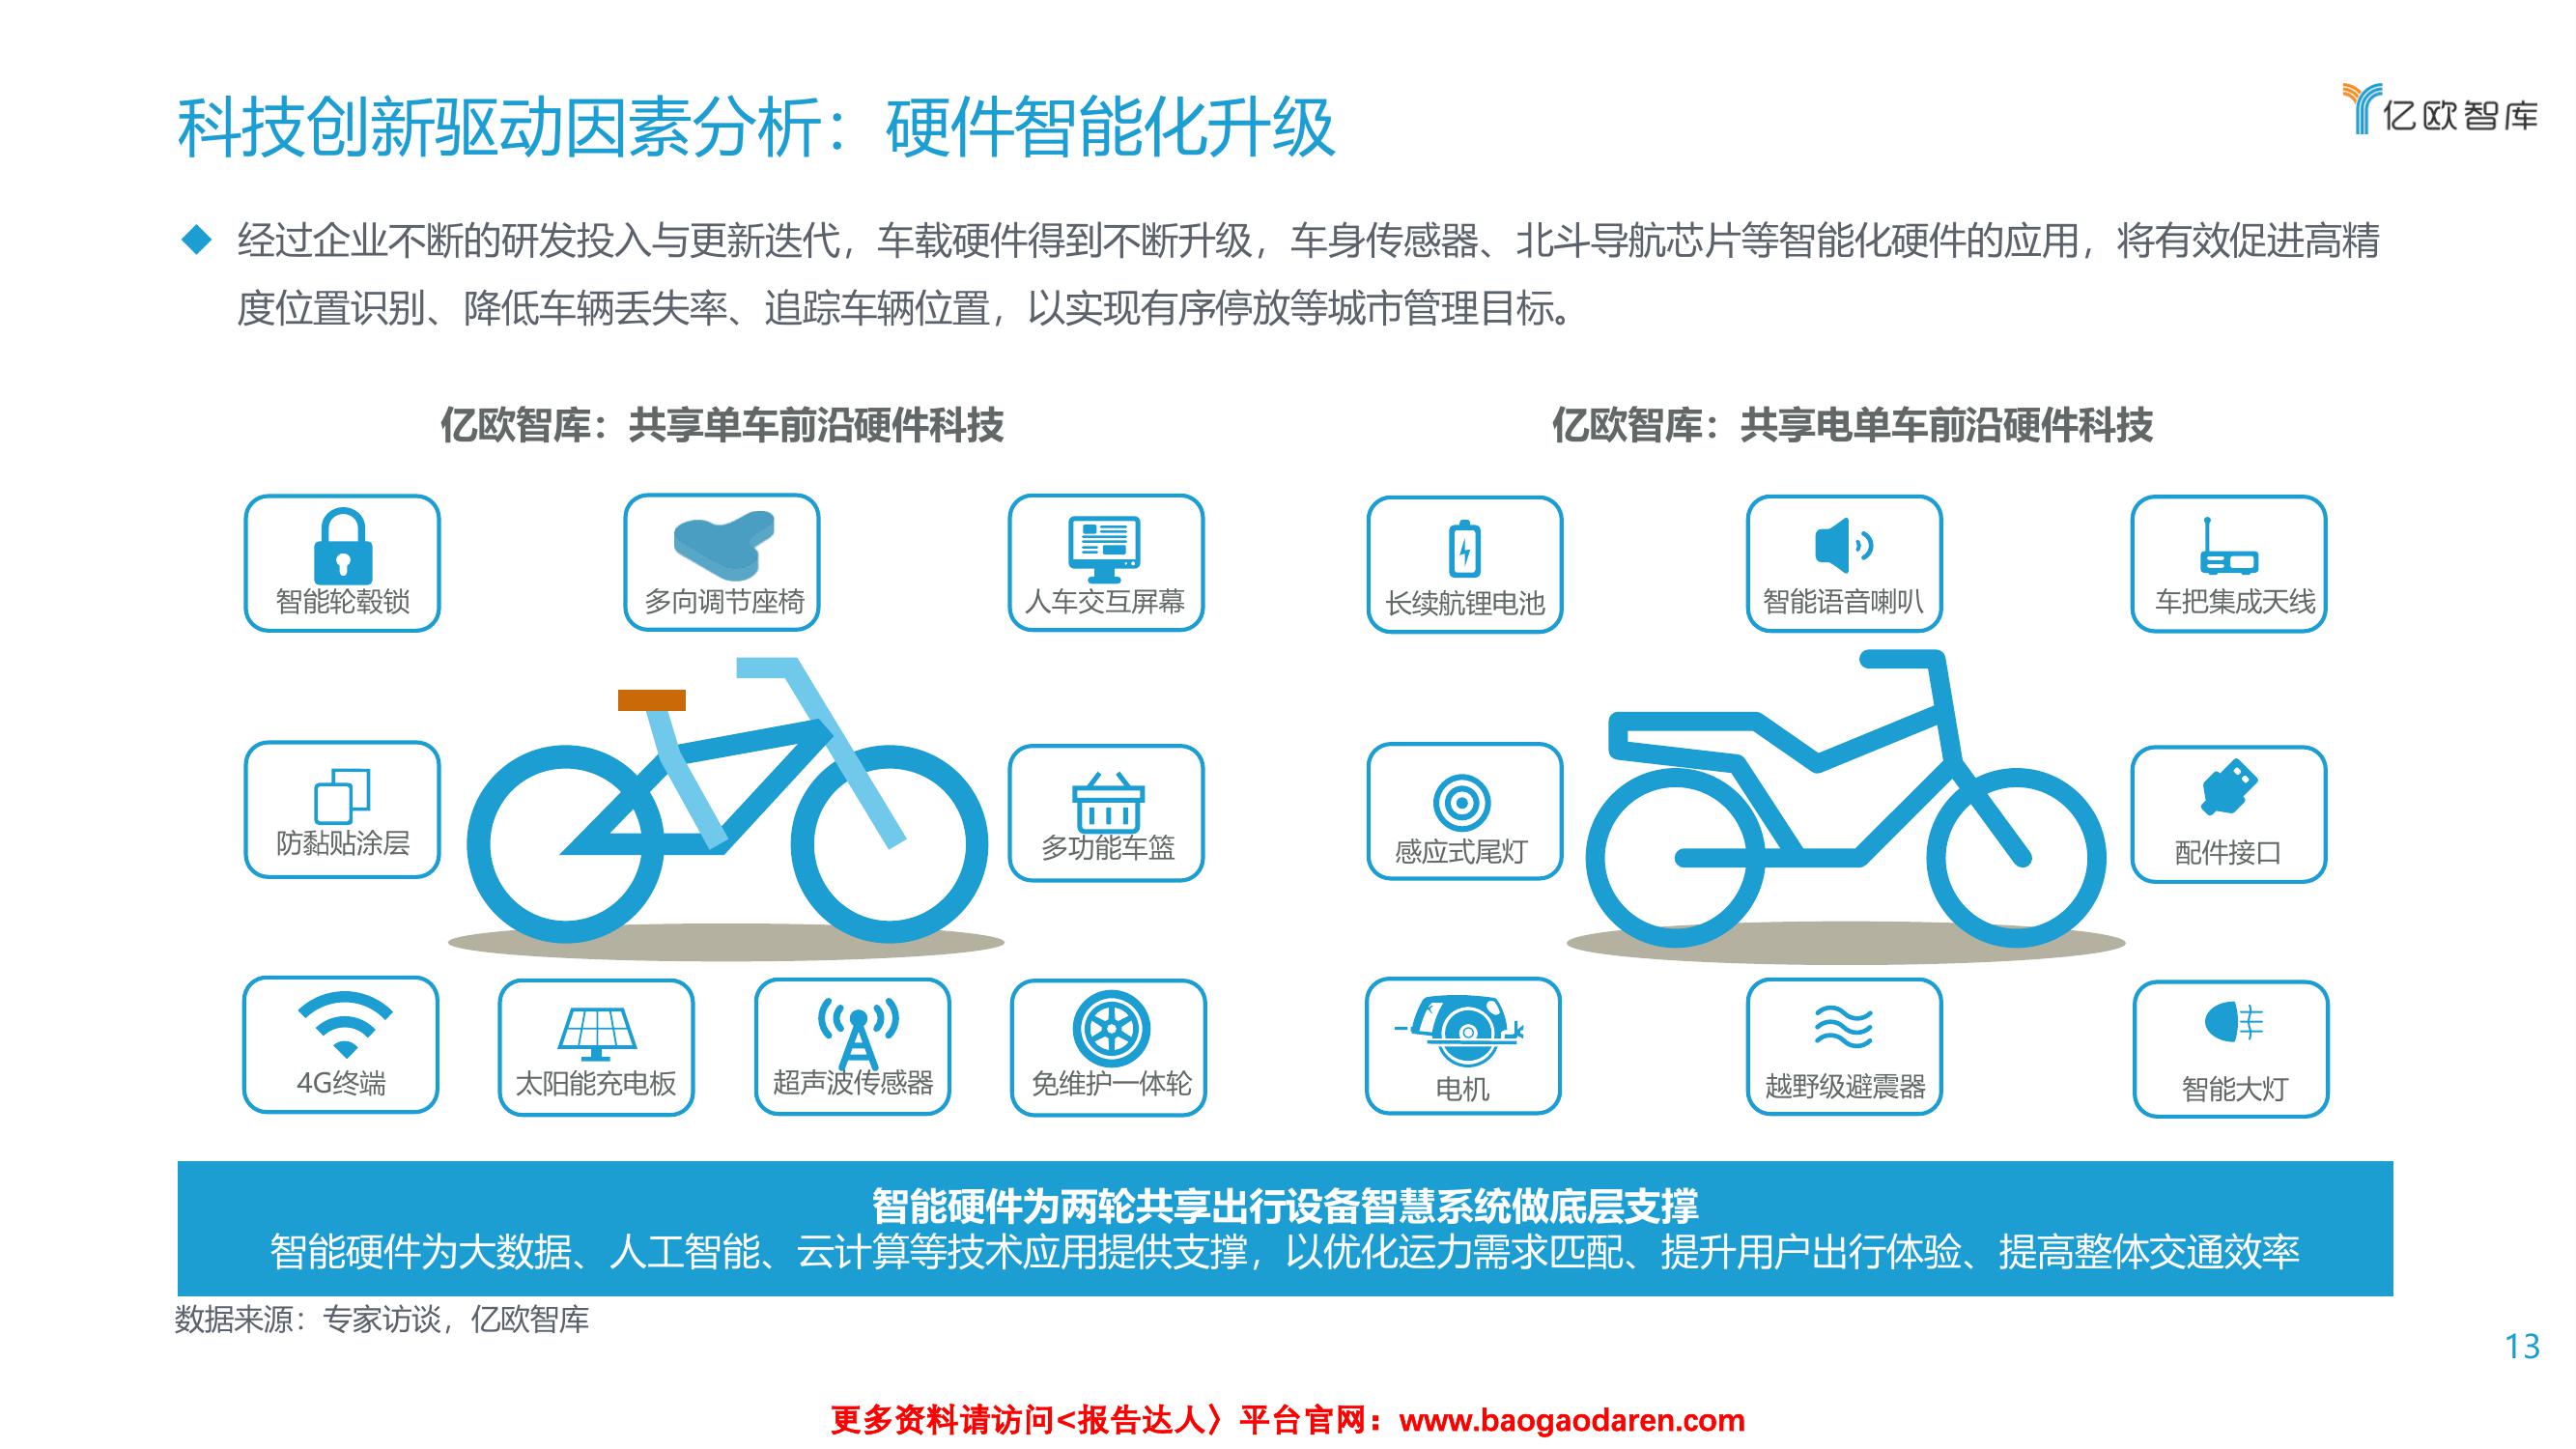 科技创新驱动因素分析：硬件智能化升级
亿欧智库
经过企业不断的研发投入与更新迭代，车载硬件得到不断升级，车身传感器、北斗导航芯片等智能化硬件的应用，将有效促进高精
度位置识别、降低车辆丢失率、追踪车辆位置，以实现有序停放等城市管理目标。
亿欧智库：共享单车前沿硬件科技
智能轮毂锁
多向调节座椅
人车交互屏幕
防黏贴涂层
多功能车篮
4G终端
太阳能充电板
超声波传感器
免维护一体轮
亿欧智库：共享电单车前沿硬件科技
长续航锂电池
智能语音喇叭
车把集成天线
感应式尾灯
配件接口
电机
越野级避震器
智能大灯
智能硬件为两轮共享出行设备智慧系统做底层支撑
智能硬件为大数据、人工智能、云计算等技术应用提供支撑，以优化运力需求匹配、提升用户出行体验、提高整体交通效率
数据来源：专家访谈，亿欧智库
13
更多资料请访问<报告达人〉平台官网：www.baogaodaren.com